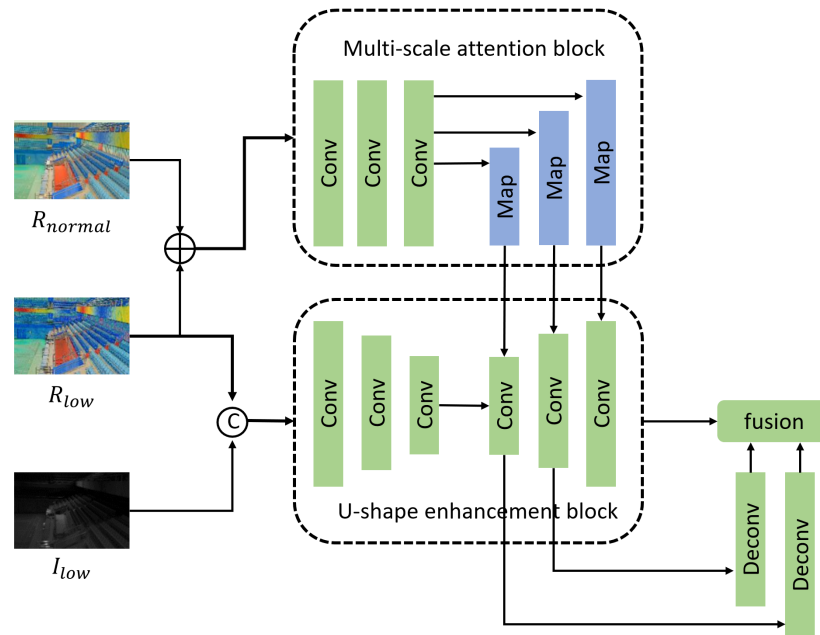 Multi-scale attention block
Conv
Conv
Conv
Map
Map
Map
R_normal
R_low
C
I_low
Conv
Conv
Conv
Conv
Conv
Conv
U-shape enhancement block
fusion
Deconv
Deconv